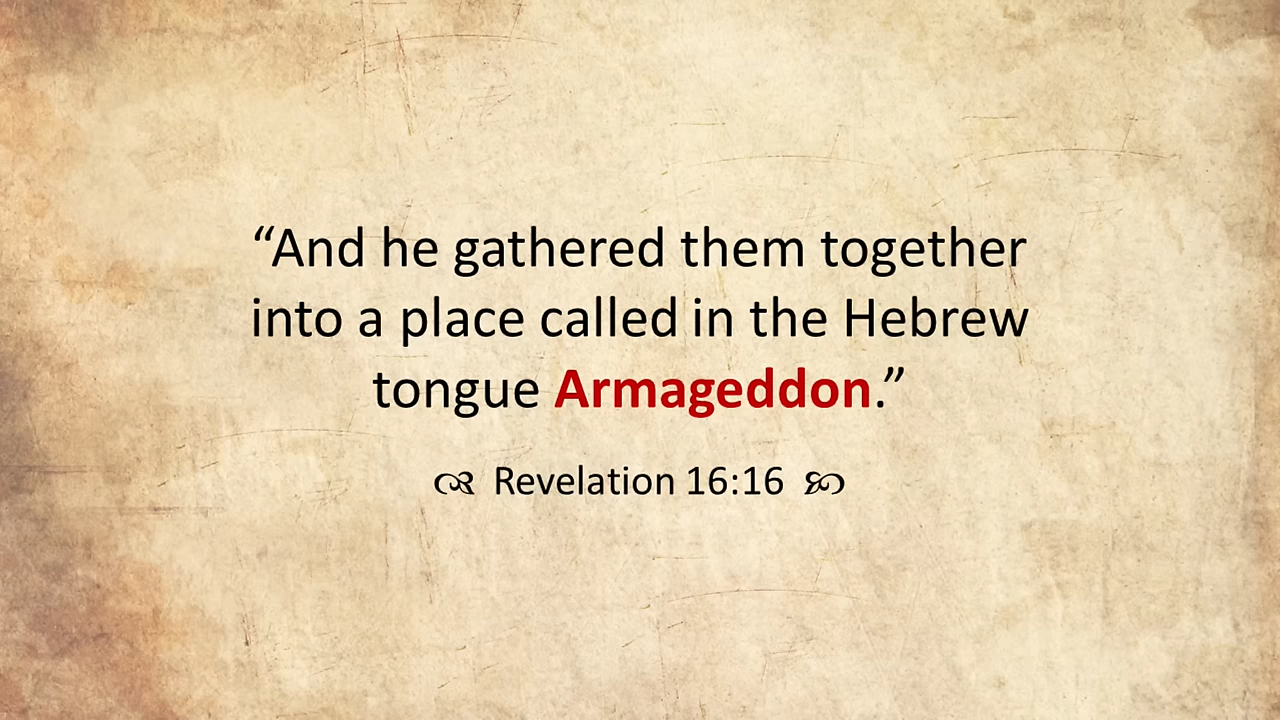 “And he gathered them together
into a place called in the Hebrew
tongue Armageddon.”
Revelation 16:16